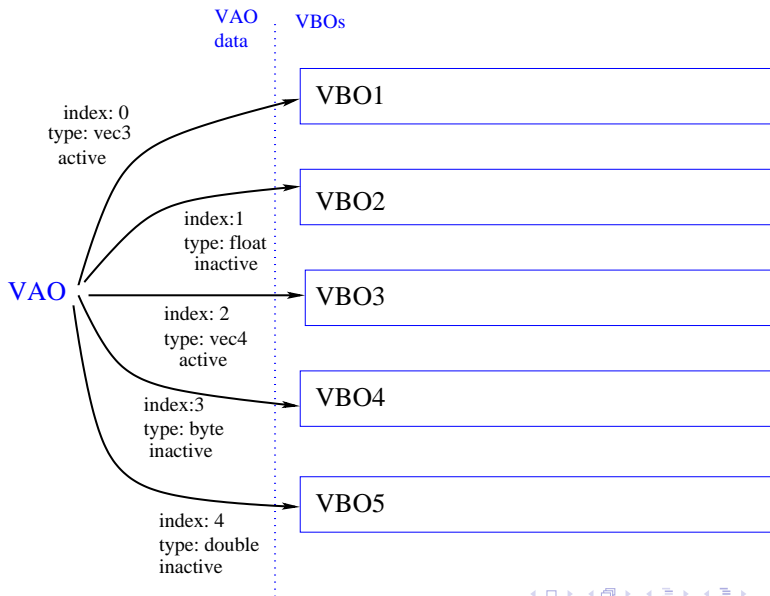 VAO
data
VBOs
VBO1
index: 0
type: vec3
active
VBO2
index:1
type: float
inactive
VAO
VBO3
index: 2
type: vec4
active
VBO4
index:3
type: byte
inactive
VBO5
index: 4
type: double
inactive